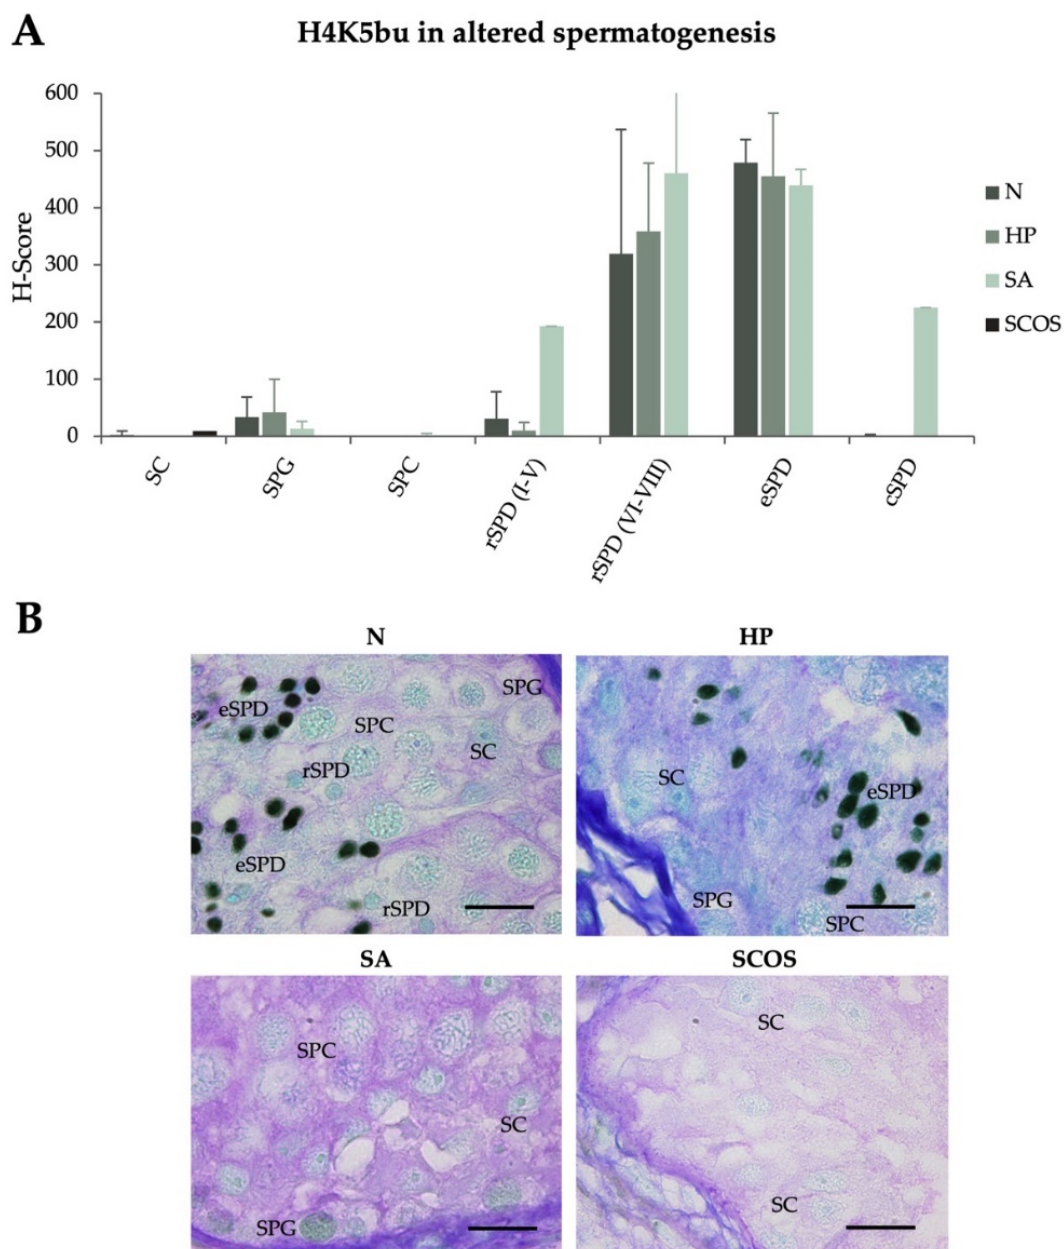 A
H4K5bu in altered spermatogenesis
600
500
400
300
200
100
0
H-Score
SC
SPG
SPC
rSPD (I-V)
rSPD (VI-VIII)
eSPD
cSPD
N
HP
SA
SCOS
B
N
eSPD
SPG
SPC
SC
rSPD
eSPD
rSPD
HP
SC
eSPD
SPG
SPC
SA
SPC
SC
SPG
SCOS
SC
SC